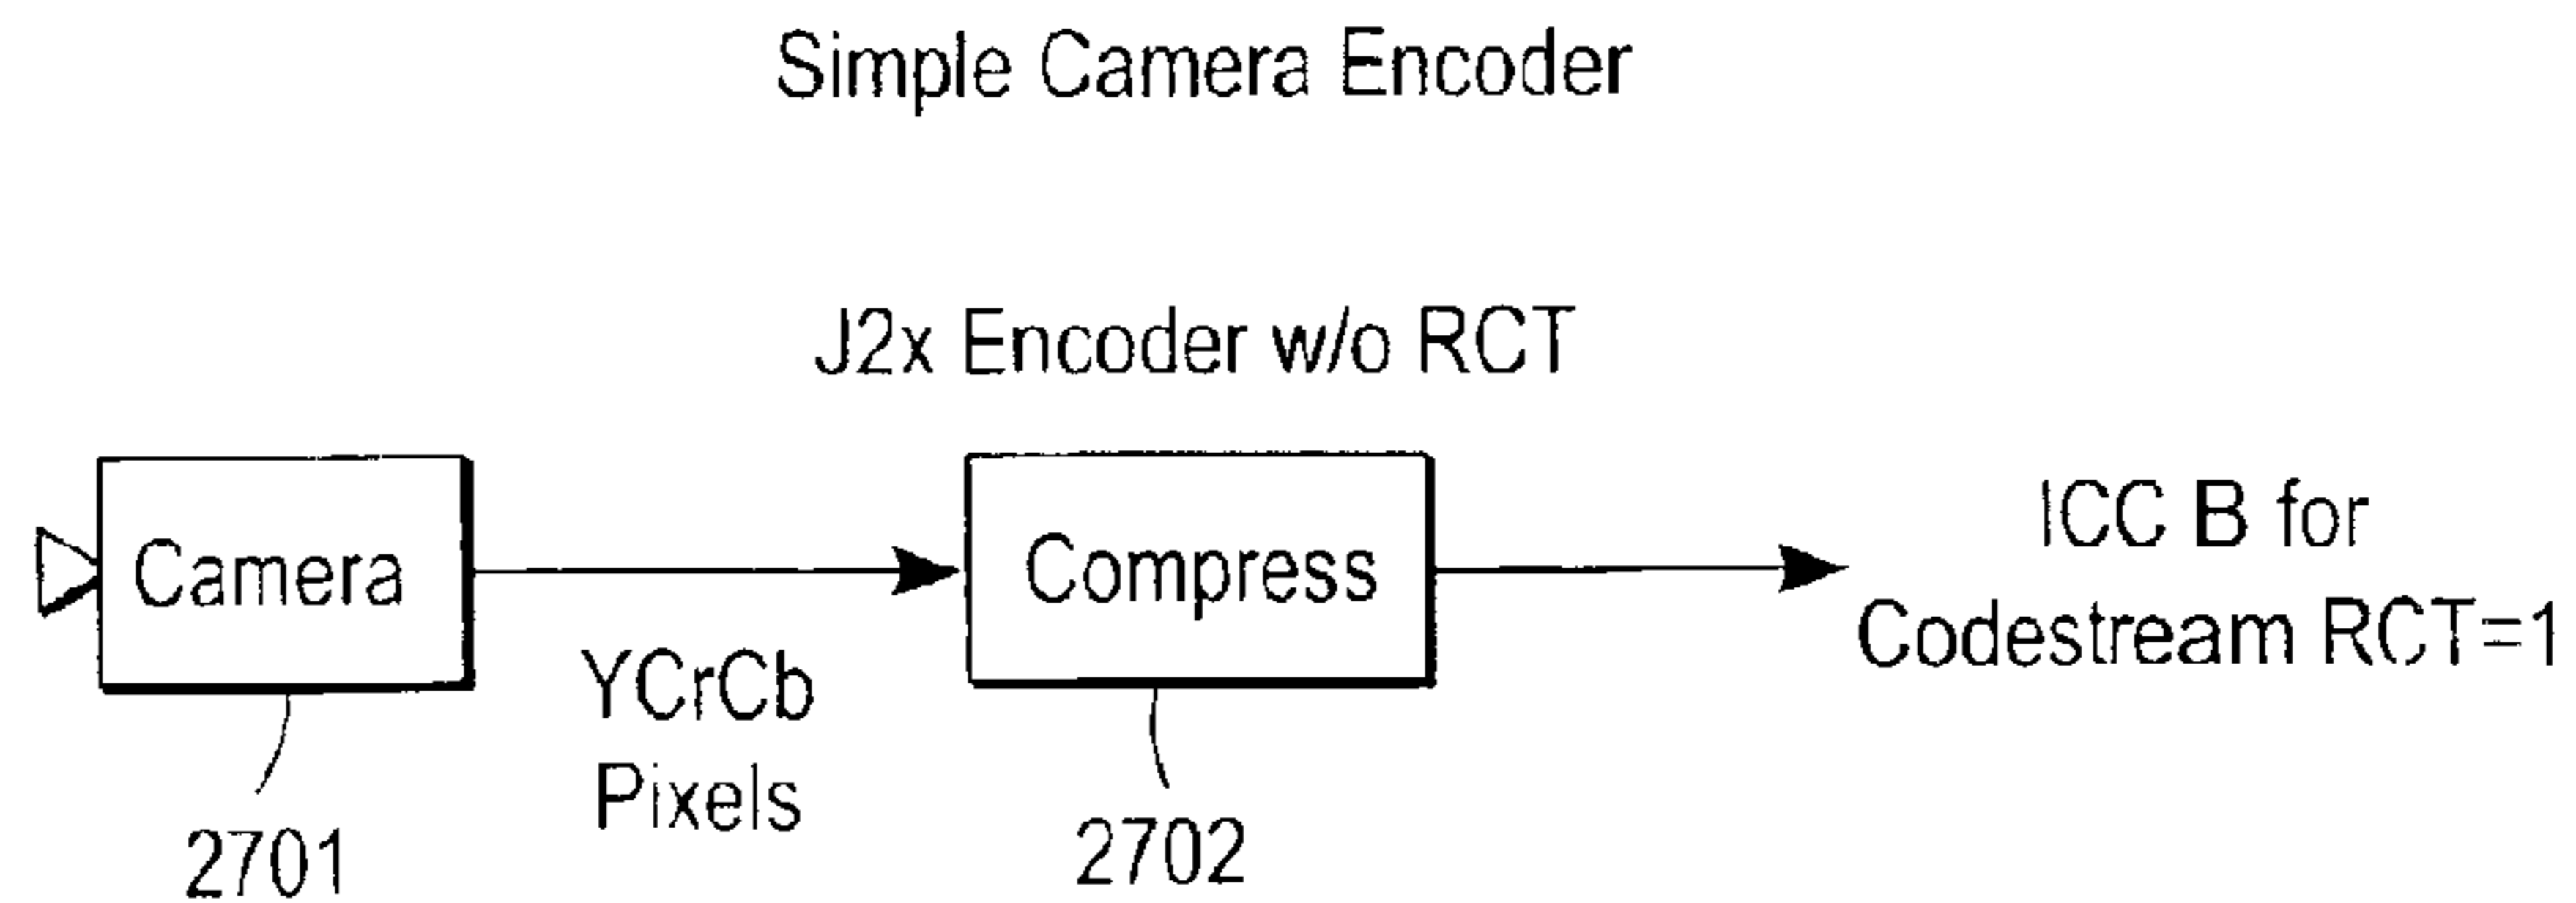 Simple Camera Encoder
J2x Encoder w/o RCT
Camera
YCrCb
Pixels
Compress
ICC B for
Codestream RCT=1
2701
2702